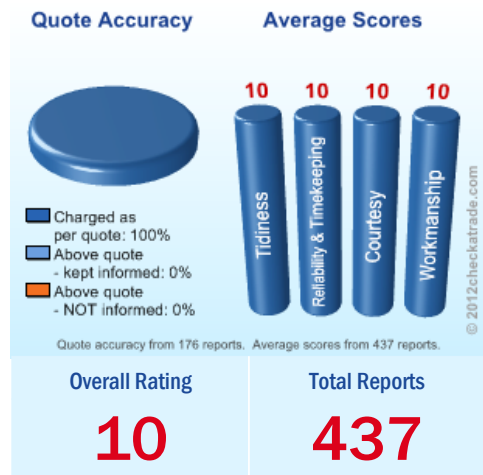 Quote Accuracy
Average Scores
10 10 10 10
Tidiness
Reliability & Timekeeping
Courtesy
Workmanship
Charged as
per quote: 100%
Above quote
- kept informed: 0%
Above quote
- NOT informed: 0%
© 2012checkatrade.com
Quote accuracy from 176 reports. Average scores from 437 reports.
Overall Rating
10
Total Reports
437